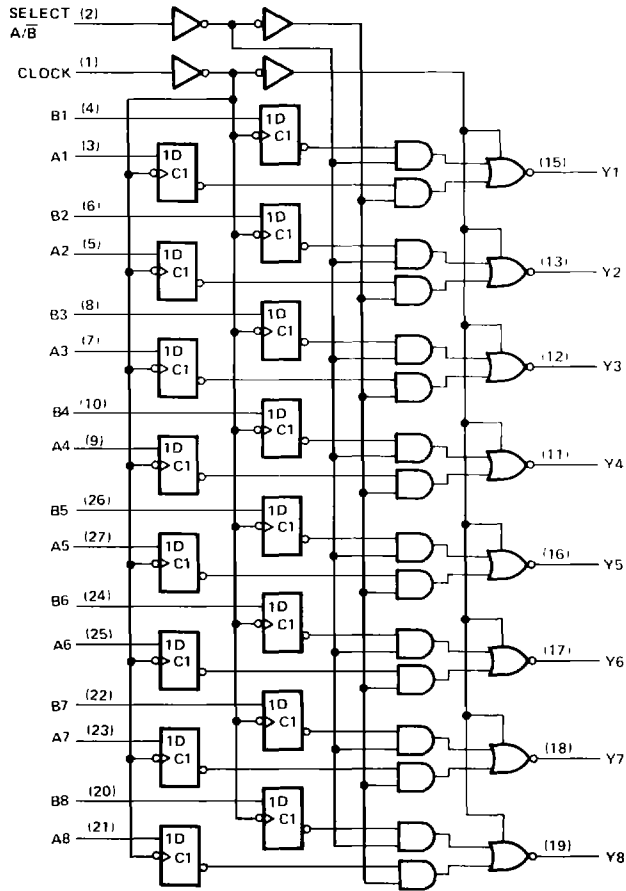 SELECT (2)
A/B̅
CLOCK (1)
B1 (4) 1D
C1
A1 (3) 1D
C1
(15) Y1
B2 (6) 1D
C1
A2 (5) 1D
C1
(13) Y2
B3 (8) 1D
C1
A3 (7) 1D
C1
(12) Y3
B4 (10) 1D
C1
A4 (9) 1D
C1
(11) Y4
B5 (26) 1D
C1
A5 (27) 1D
C1
(16) Y5
B6 (24) 1D
C1
A6 (25) 1D
C1
(17) Y6
B7 (22) 1D
C1
A7 (23) 1D
C1
(18) Y7
B8 (20) 1D
C1
A8 (21) 1D
C1
(19) Y8